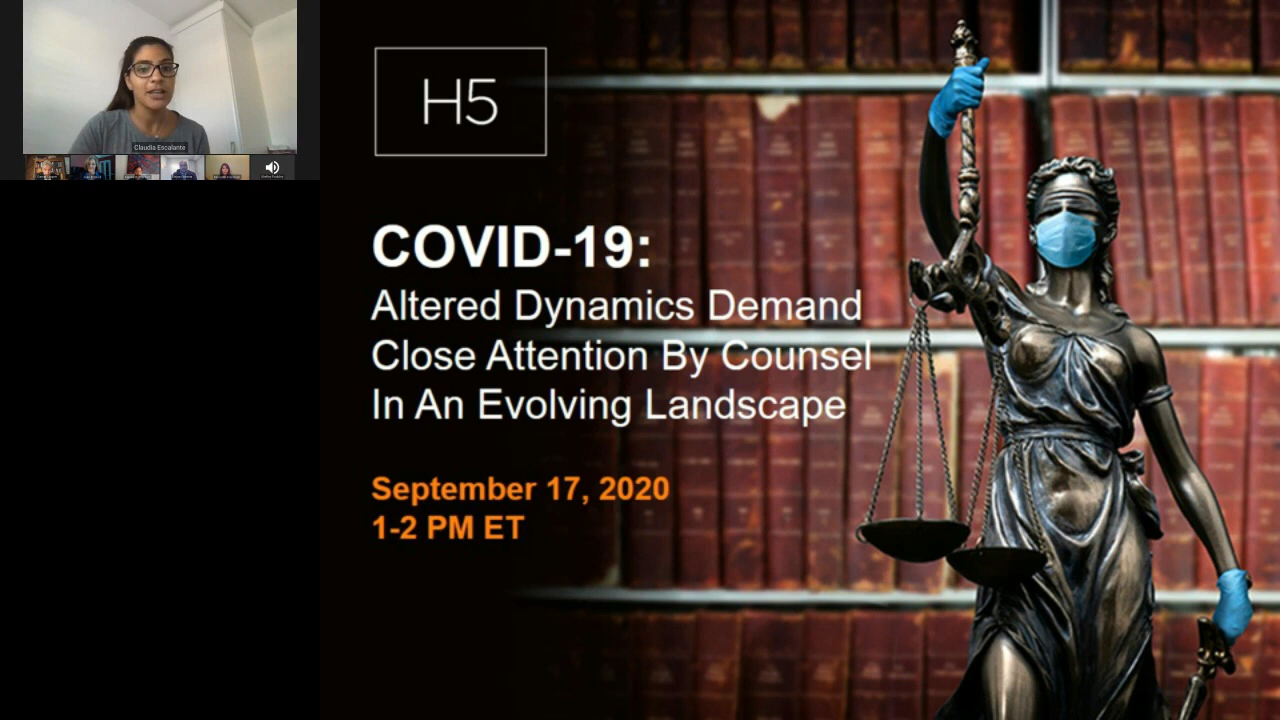 Claudia Escalante
H5
COVID-19:
Altered Dynamics Demand
Close Attention By Counsel
In An Evolving Landscape
September 17, 2020
1-2 PM ET